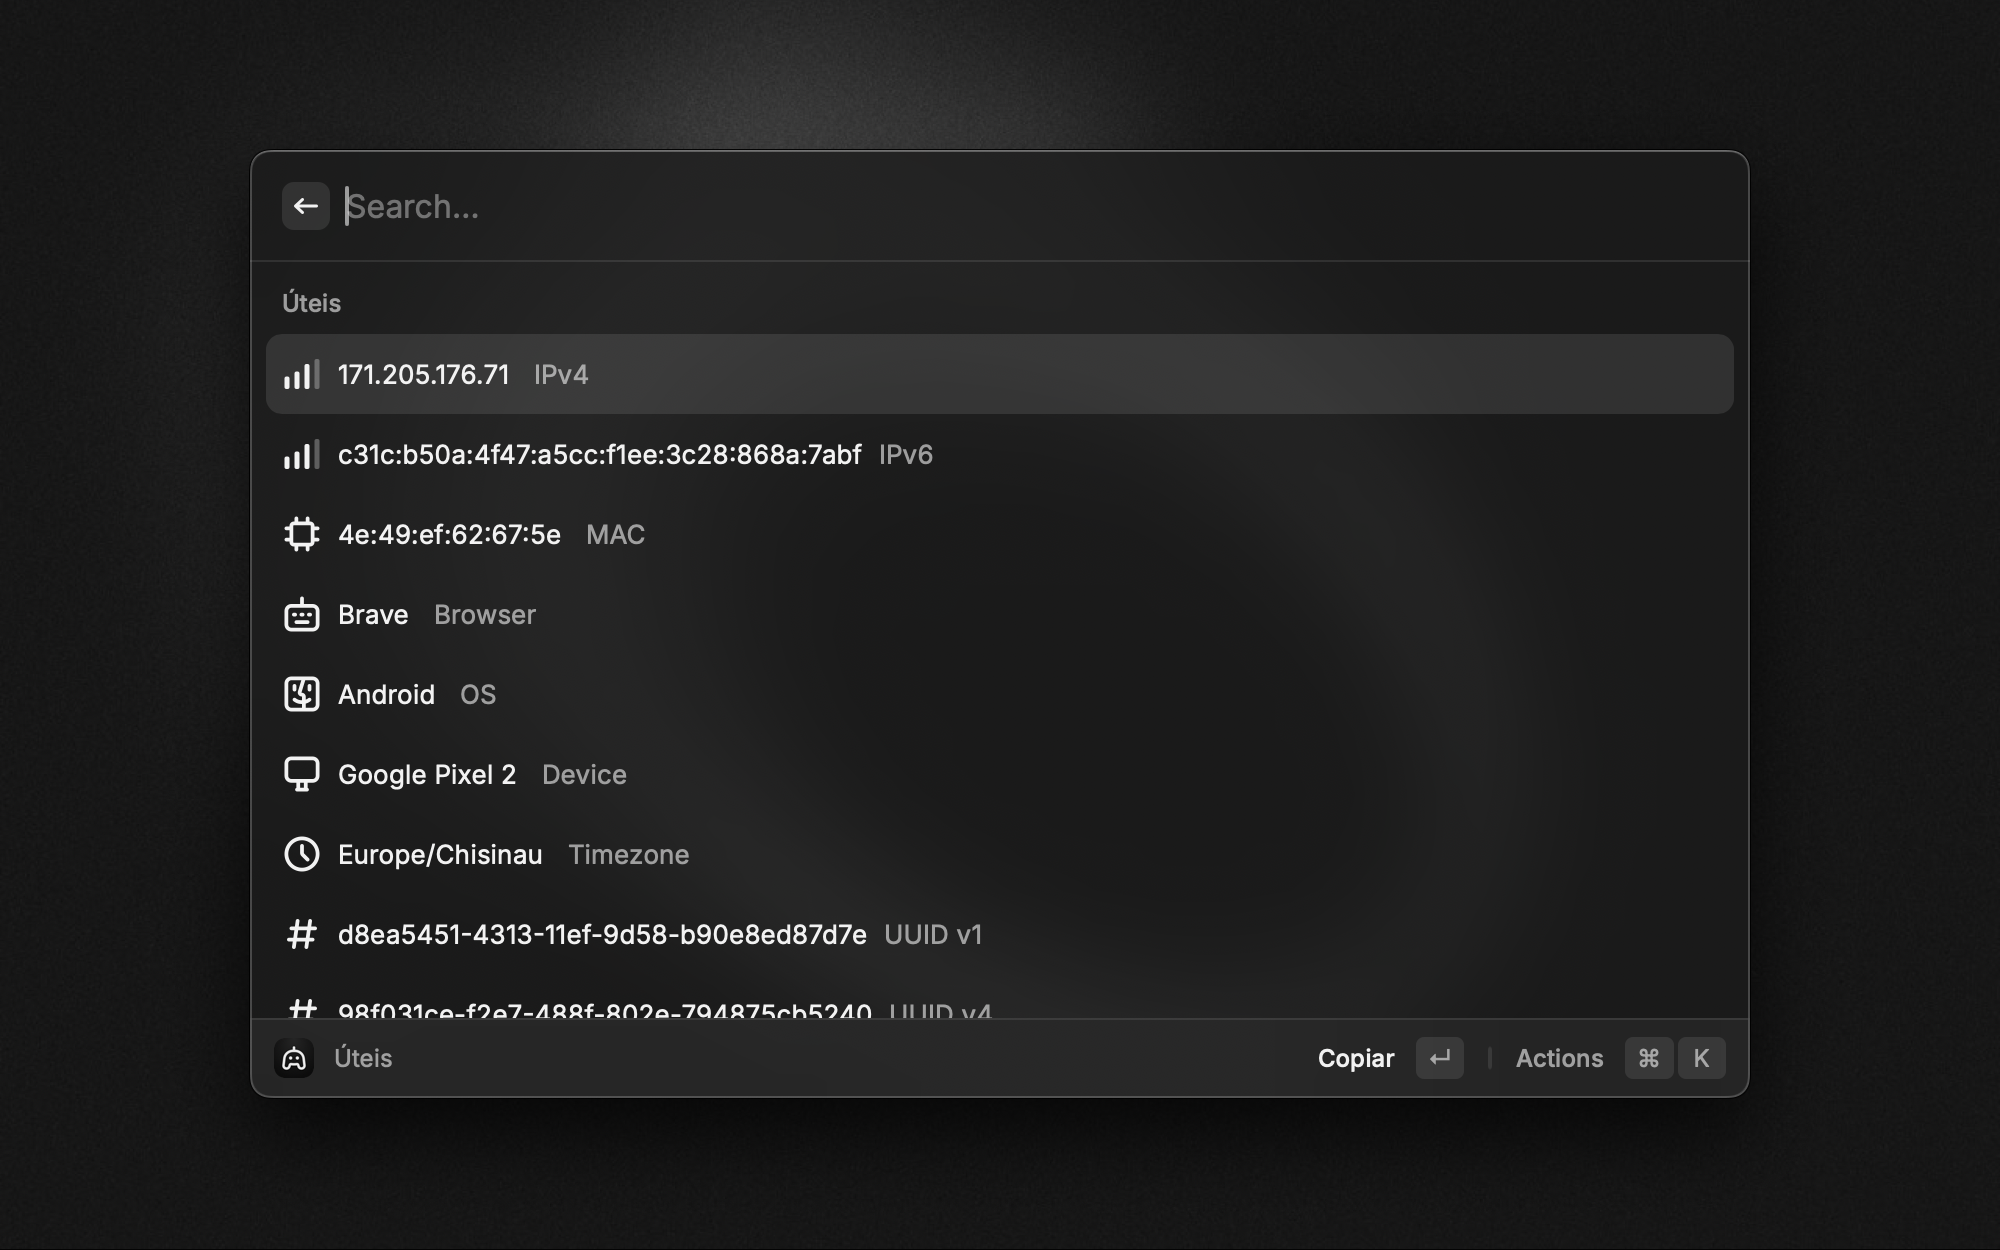 Search...
Úteis
171.205.176.71 IPv4
c31c:b50a:4f47:a5cc:f1ee:3c28:868a:7abf IPv6
4e:49:ef:62:67:5e MAC
Brave Browser
Android OS
Google Pixel 2 Device
Europe/Chisinau Timezone
d8ea5451-4313-11ef-9d58-b90e8ed87d7e UUID v1
98f031ce-f2e7-488f-802e-794875cb5240 UUID v4
Úteis Copiar ↵ Actions ⌘ K